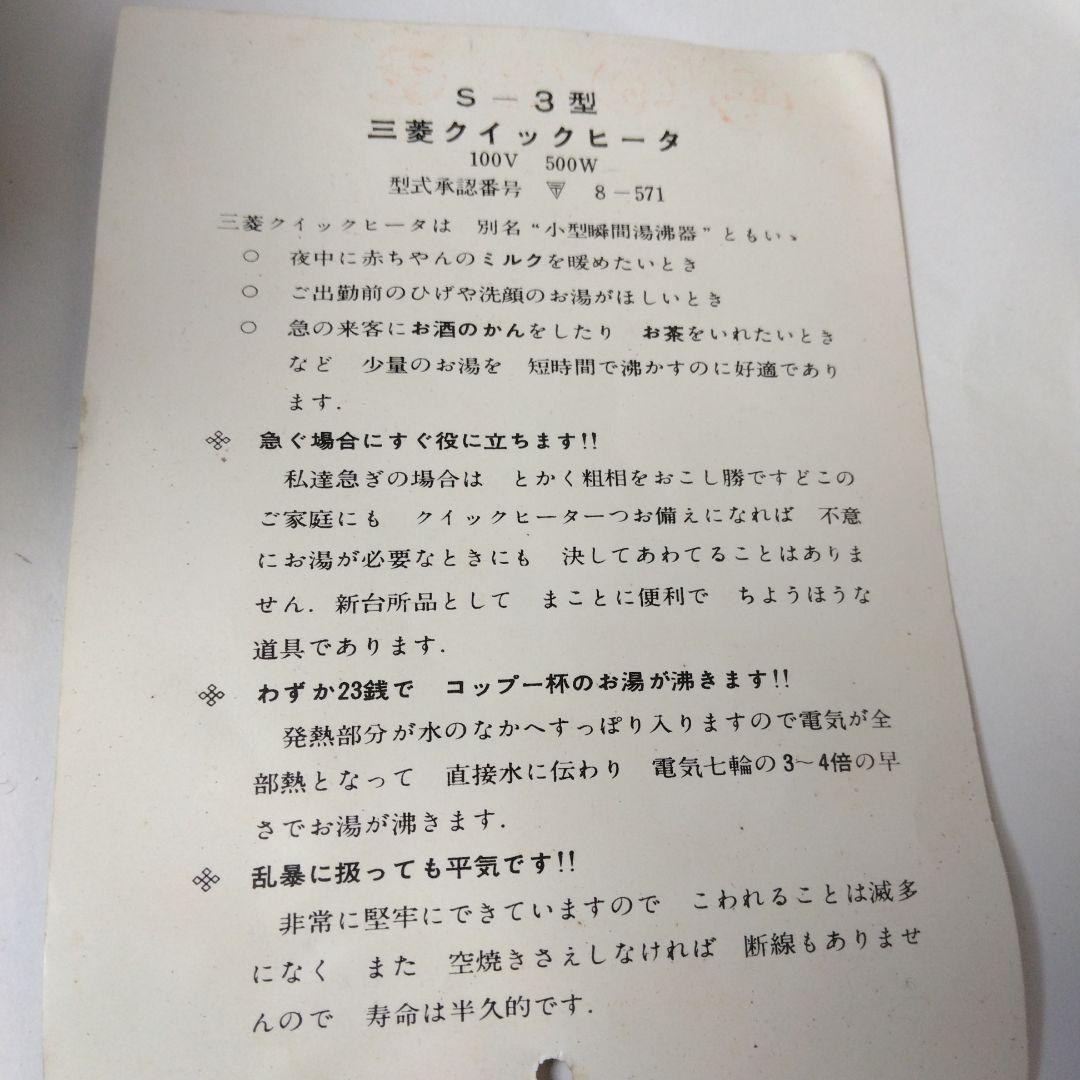 S－3型
三菱クイックヒータ
100V 500W
型式承認番号 〒 8－571
三菱クイックヒータは 別名“小型瞬間湯沸器”ともいゝ
○ 夜中に赤ちやんのミルクを暖めたいとき
○ ご出勤前のひげや洗顔のお湯がほしいとき
○ 急の来客にお酒のかんをしたり お茶をいれたいとき
など 少量のお湯を 短時間で沸かすのに好適であり
ます．
急ぐ場合にすぐ役に立ちます!!
私達急ぎの場合は とかく粗相をおこし勝ですどこの
ご家庭にも クイックヒーター一つお備えになれば 不意
にお湯が必要なときにも 決してあわてることはありま
せん．新台所品として まことに便利で ちようほうな
道具であります．
わずか23銭で コップ一杯のお湯が沸きます!!
発熱部分が水のなかへすっぽり入りますので電気が全
部熱となって 直接水に伝わり 電気七輪の3～4倍の早
さでお湯が沸きます．
乱暴に扱っても平気です!!
非常に堅牢にできていますので こわれることは滅多
になく また 空焼きさえしなければ 断線もありませ
んので 寿命は半久的です．